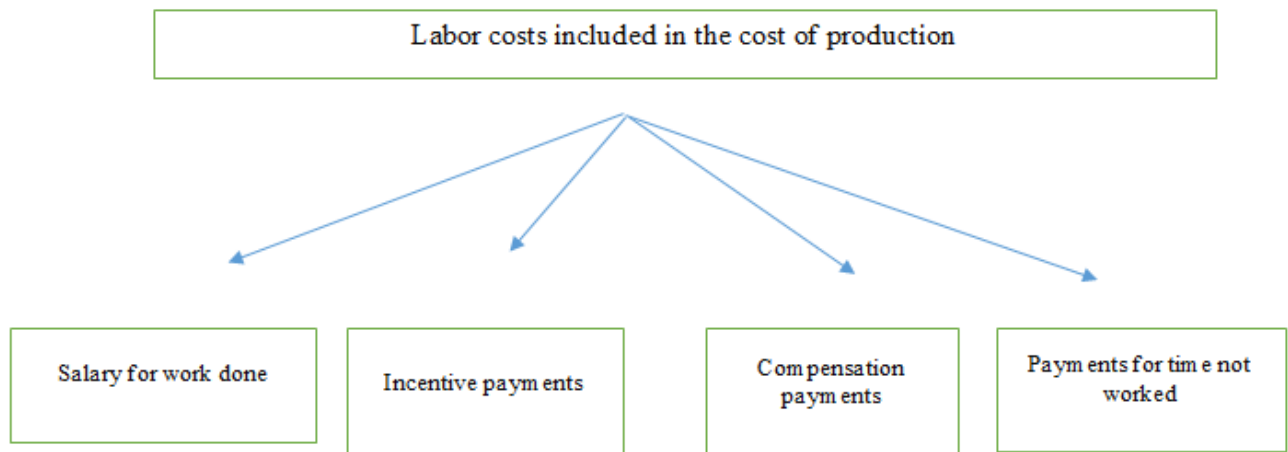 Labor costs included in the cost of production
Salary for work done
Incentive payments
Compensation
payments
Payments for time not
worked